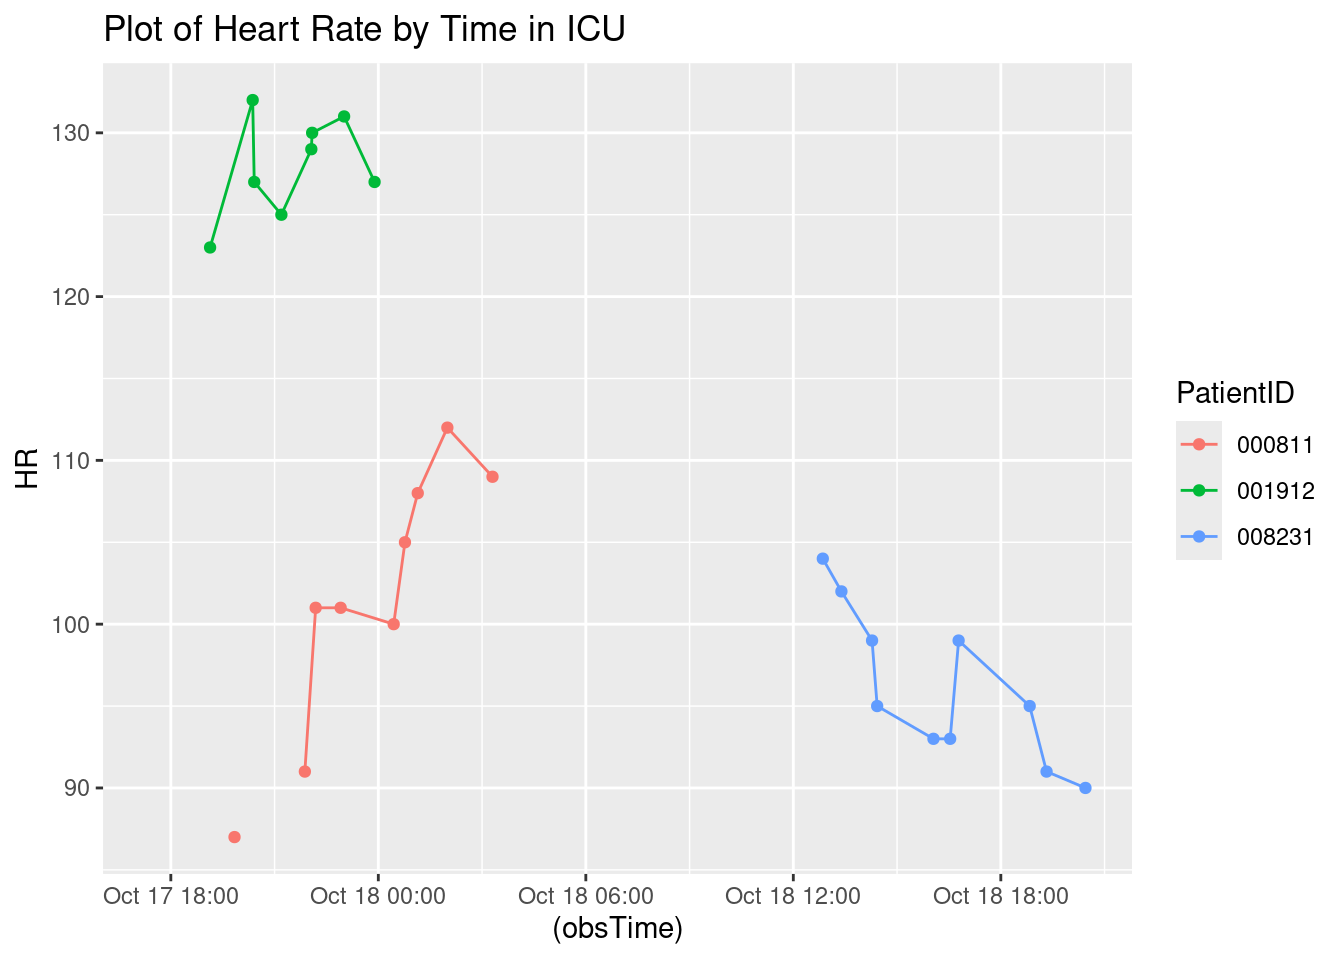 Plot of Heart Rate by Time in ICU
130
120
110
100
90
HR
Oct 17 18:00
Oct 18 00:00
Oct 18 06:00
Oct 18 12:00
Oct 18 18:00
(obsTime)
PatientID
000811
001912
008231